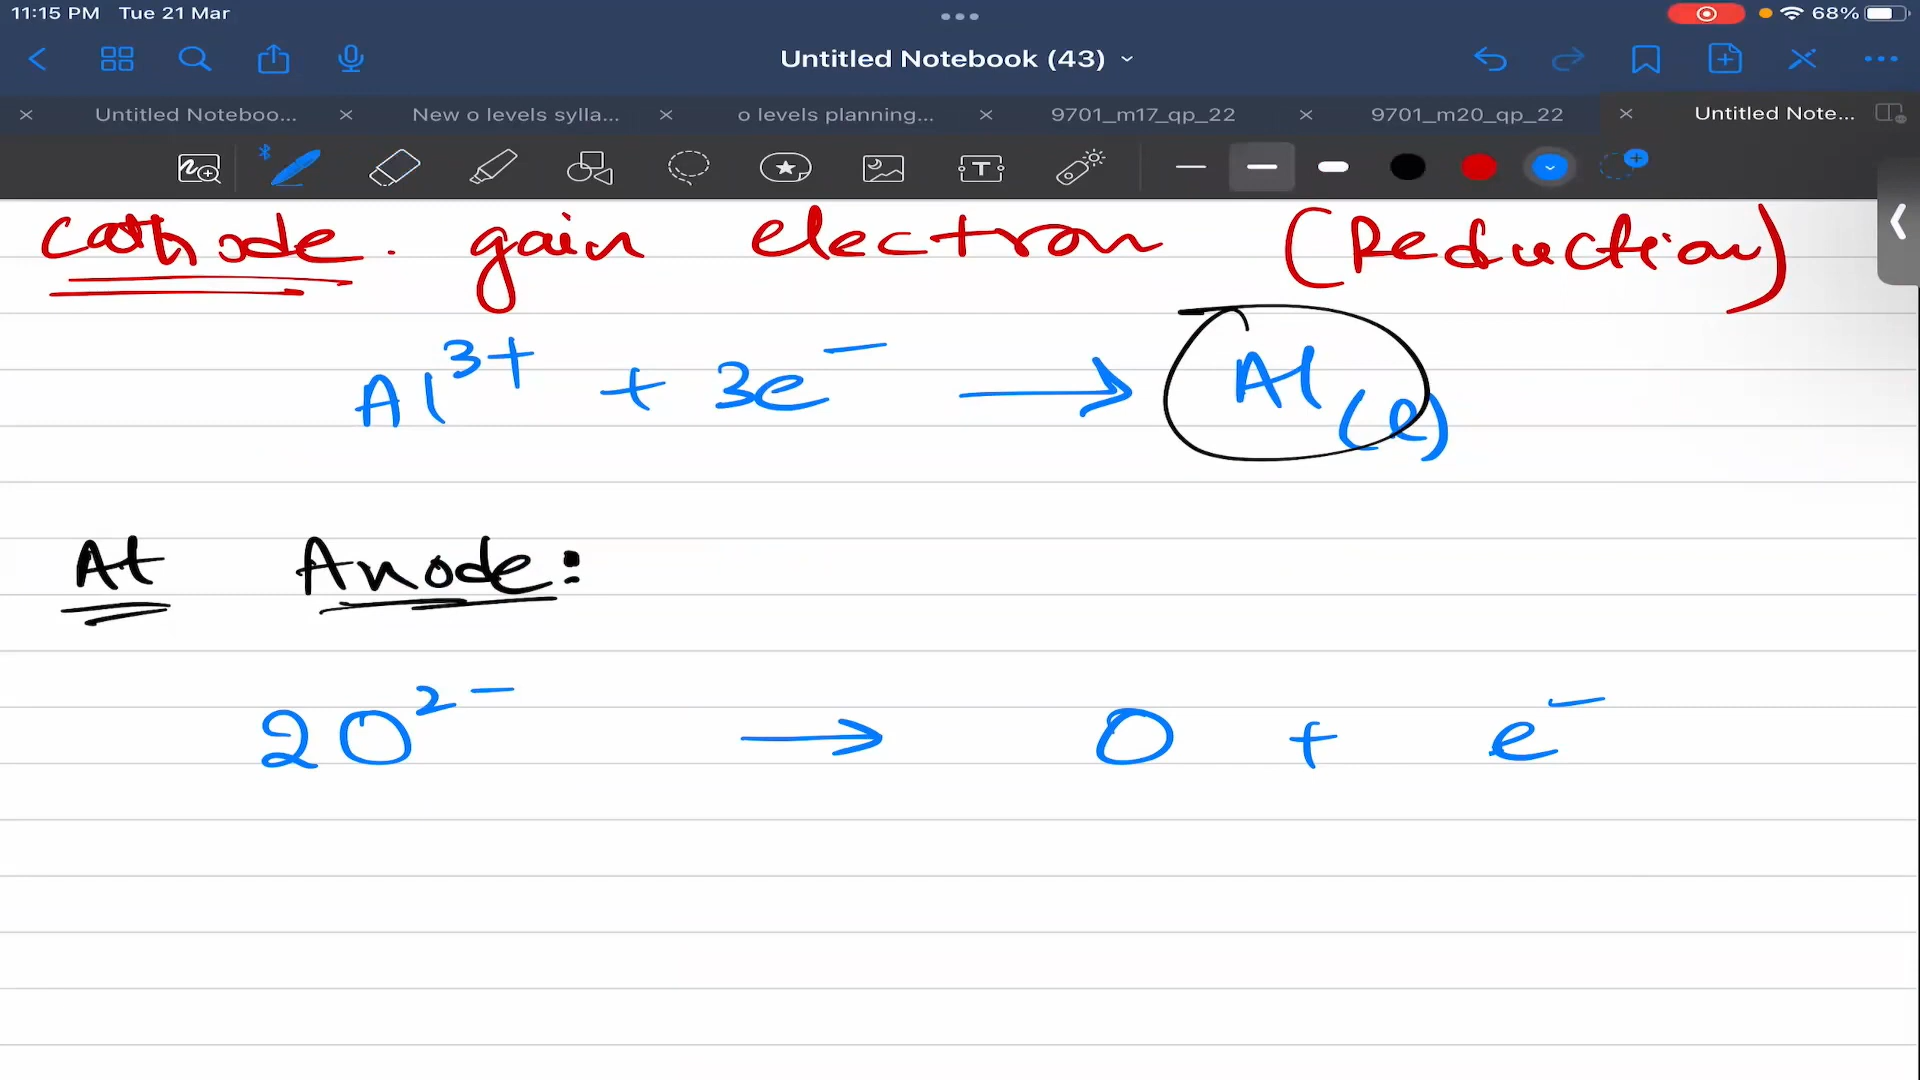 11:15 PM Tue 21 Mar
68%
Untitled Notebook (43)
Untitled Noteboo... New o levels sylla... o levels planning... 9701_m17_qp_22 9701_m20_qp_22 Untitled Note...
Cathode. gain electron (Reduction)
Al³⁺ + 3e⁻ → Al(l)
At Anode:
2O²⁻ → O + e⁻